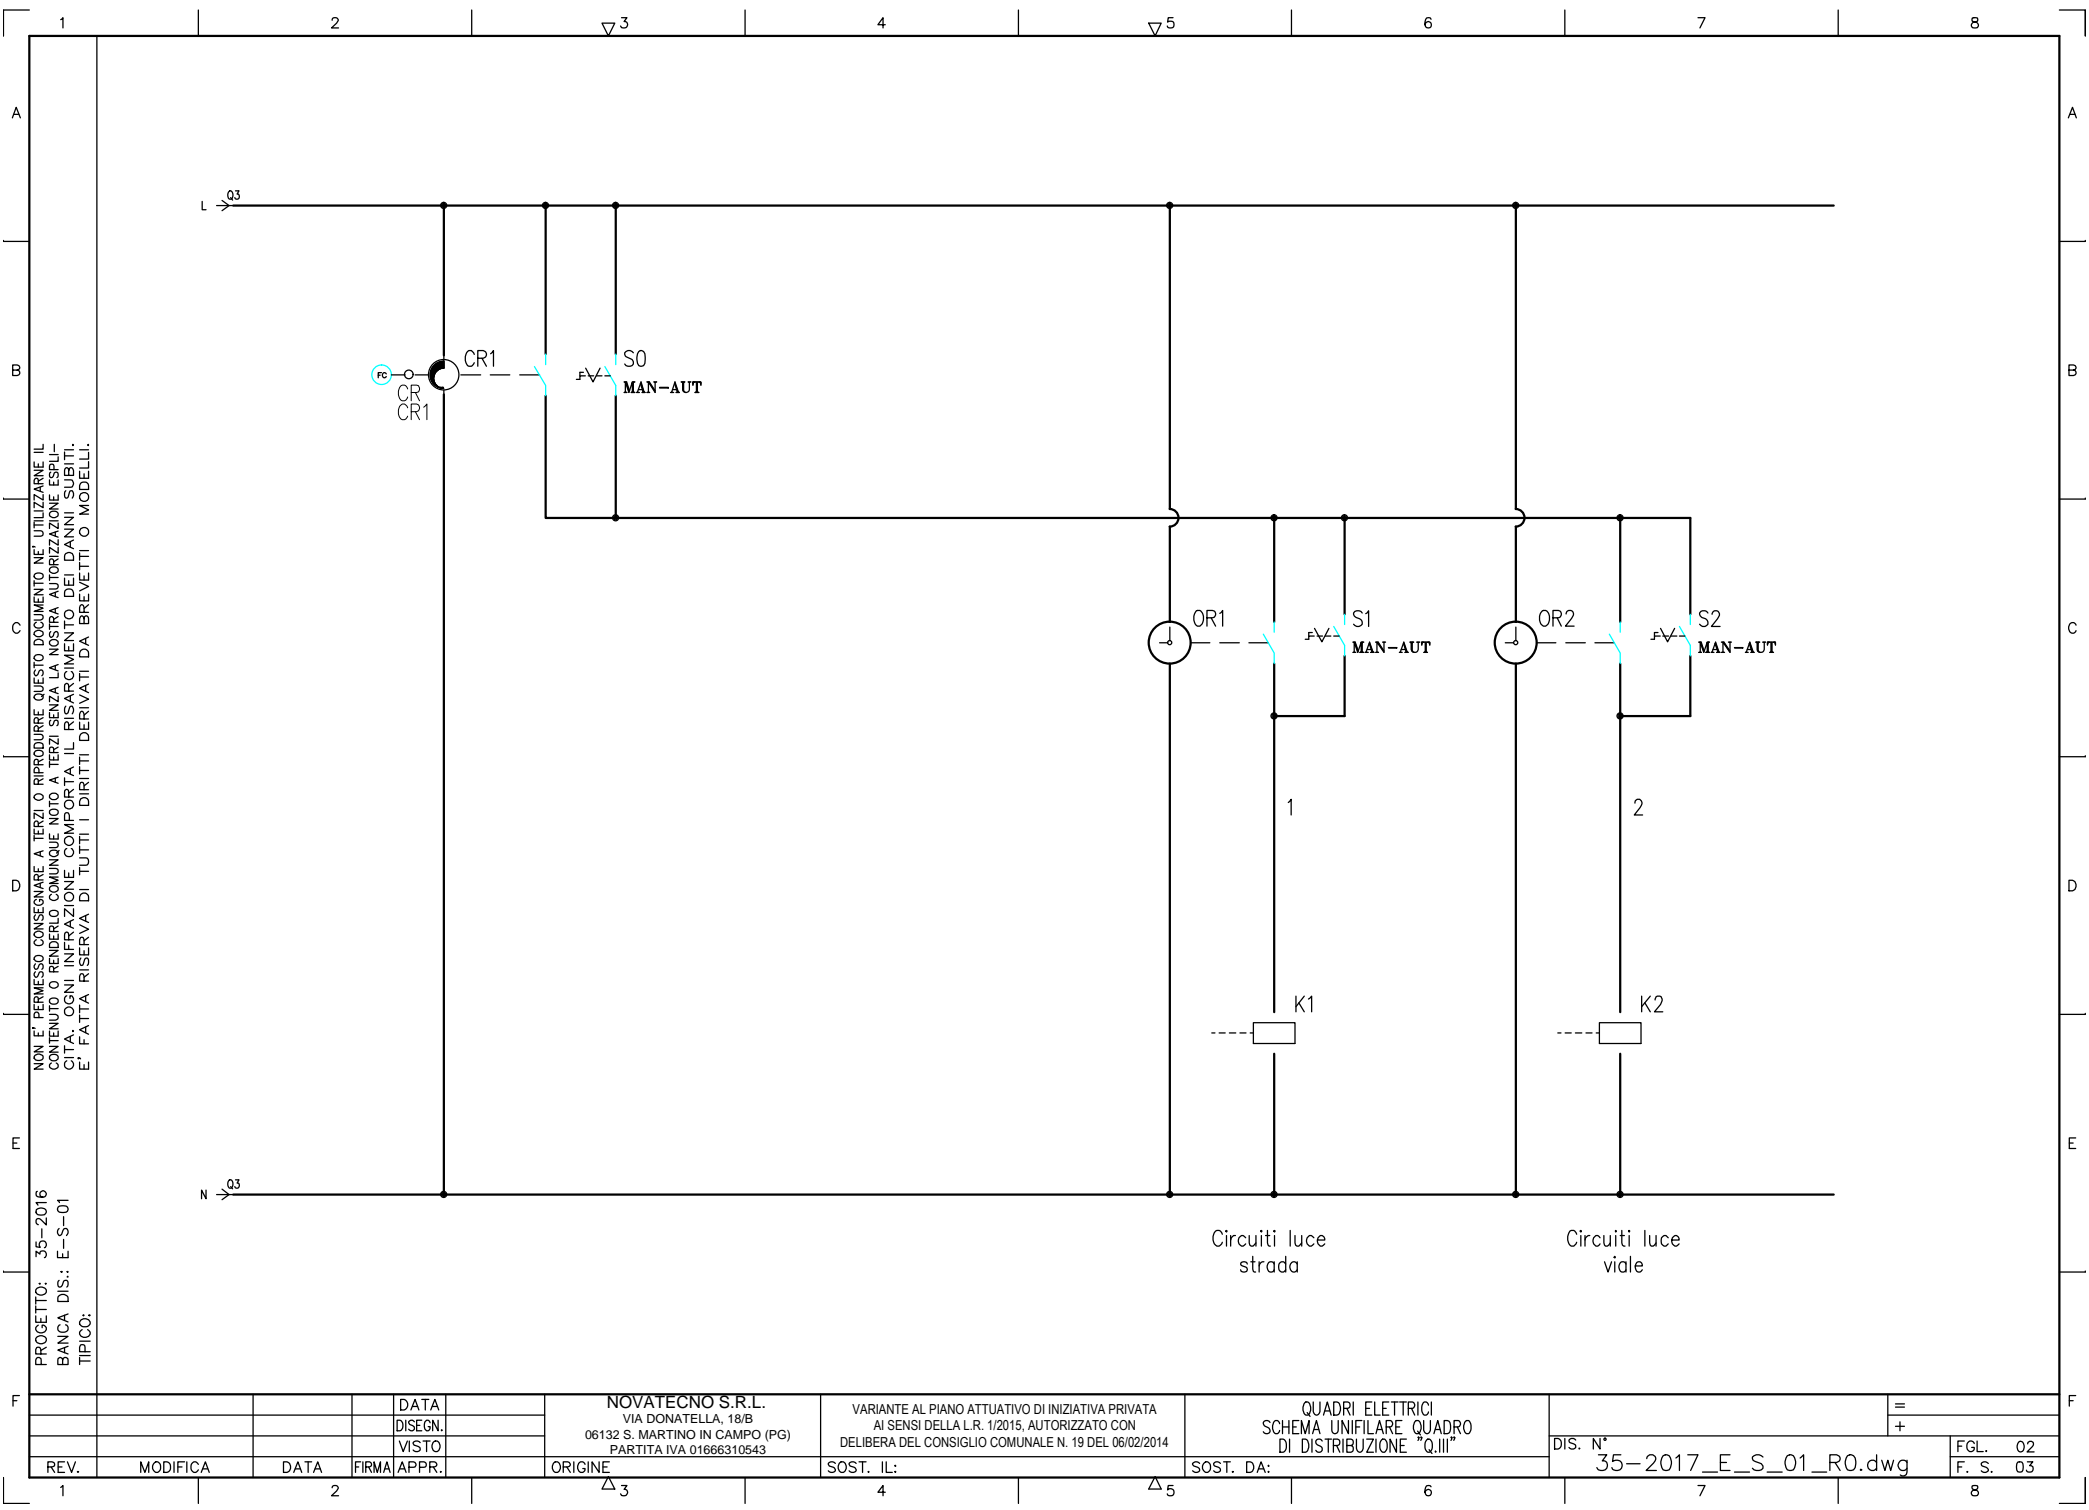 1 2 3 4 5 6 7 8
A A
L Q3
B B
CR1
FC
CR
CR1
S0
MAN-AUT
C C
OR1
S1
MAN-AUT
OR2
S2
MAN-AUT
1
2
D D
K1
K2
E E
N Q3
Circuiti luce
strada
Circuiti luce
viale
NON E' PERMESSO CONSEGNARE A TERZI O RIPRODURRE QUESTO DOCUMENTO NE' UTILIZZARNE IL
CONTENUTO O RENDERLO COMUNQUE NOTO A TERZI SENZA LA NOSTRA AUTORIZZAZIONE ESPLI-
CITA. OGNI INFRAZIONE COMPORTA IL RISARCIMENTO DEI DANNI SUBITI.
E' FATTA RISERVA DI TUTTI I DIRITTI DERIVATI DA BREVETTI O MODELLI.
PROGETTO: 35-2016
BANCA DIS.: E-S-01
TIPICO:
F F
DATA
DISEGN.
VISTO
REV. MODIFICA DATA FIRMA APPR.
NOVATECNO S.R.L.
VIA DONATELLA, 18/B
06132 S. MARTINO IN CAMPO (PG)
PARTITA IVA 01666310543
ORIGINE
VARIANTE AL PIANO ATTUATIVO DI INIZIATIVA PRIVATA
AI SENSI DELLA L.R. 1/2015, AUTORIZZATO CON
DELIBERA DEL CONSIGLIO COMUNALE N. 19 DEL 06/02/2014
SOST. IL:
QUADRI ELETTRICI
SCHEMA UNIFILARE QUADRO
DI DISTRIBUZIONE "Q.III"
SOST. DA:
=
+
DIS. N°
35-2017_E_S_01_R0.dwg
FGL. 02
F. S. 03
1 2 3 4 5 6 7 8